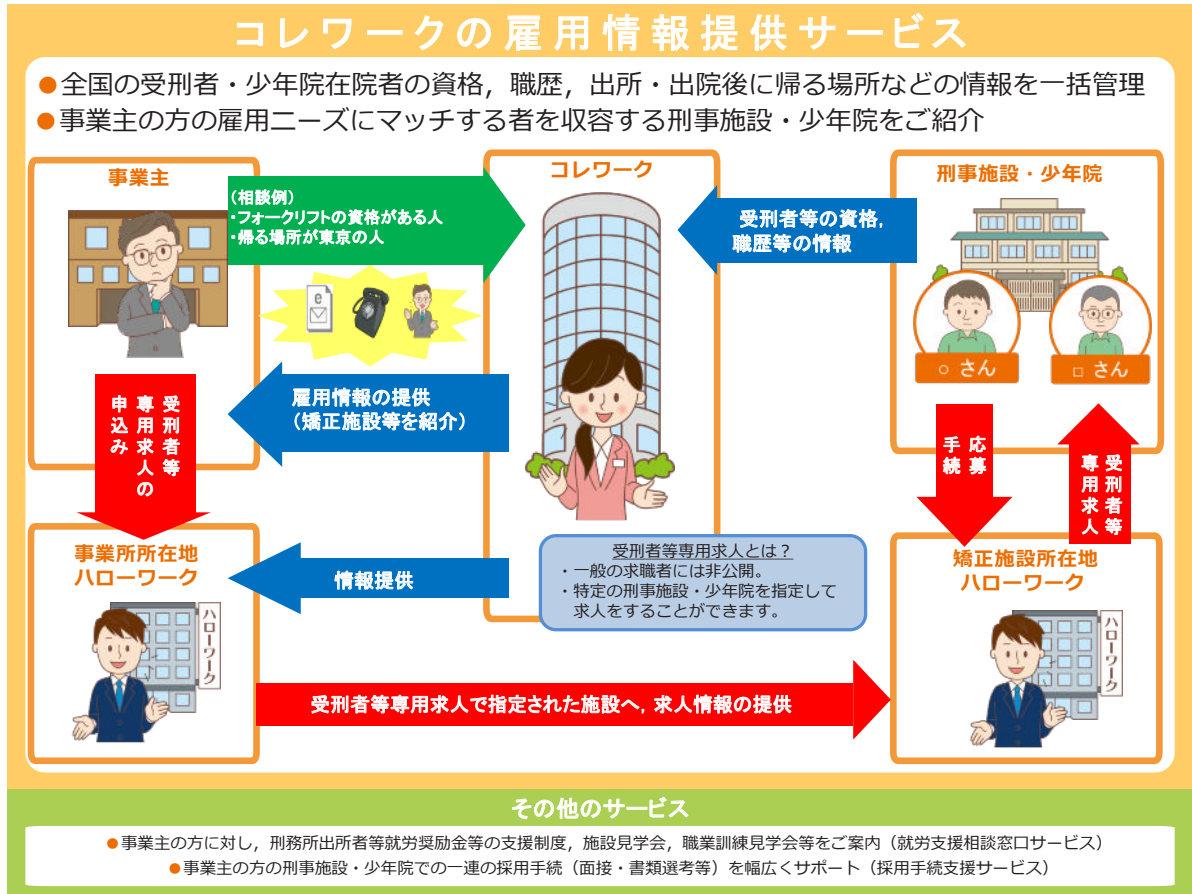 コレワークの雇用情報提供サービス
●全国の受刑者・少年院在院者の資格，職歴，出所・出院後に帰る場所などの情報を一括管理
●事業主の方の雇用ニーズにマッチする者を収容する刑事施設・少年院をご紹介
事業主
（相談例）
・フォークリフトの資格がある人
・帰る場所が東京の人
コレワーク
受刑者等の資格，
職歴等の情報
刑事施設・少年院
e
○ さん
□ さん
雇用情報の提供
（矯正施設等を紹介）
受刑者等
専用求人の
申込み
応募
手続
受刑者等
専用求人
事業所所在地
ハローワーク
ハローワーク
情報提供
受刑者等専用求人とは？
・一般の求職者には非公開。
・特定の刑事施設・少年院を指定して
求人をすることができます。
矯正施設所在地
ハローワーク
ハローワーク
受刑者等専用求人で指定された施設へ，求人情報の提供
その他のサービス
●事業主の方に対し，刑務所出所者等就労奨励金等の支援制度，施設見学会，職業訓練見学会等をご案内（就労支援相談窓口サービス）
●事業主の方の刑事施設・少年院での一連の採用手続（面接・書類選考等）を幅広くサポート（採用手続支援サービス）